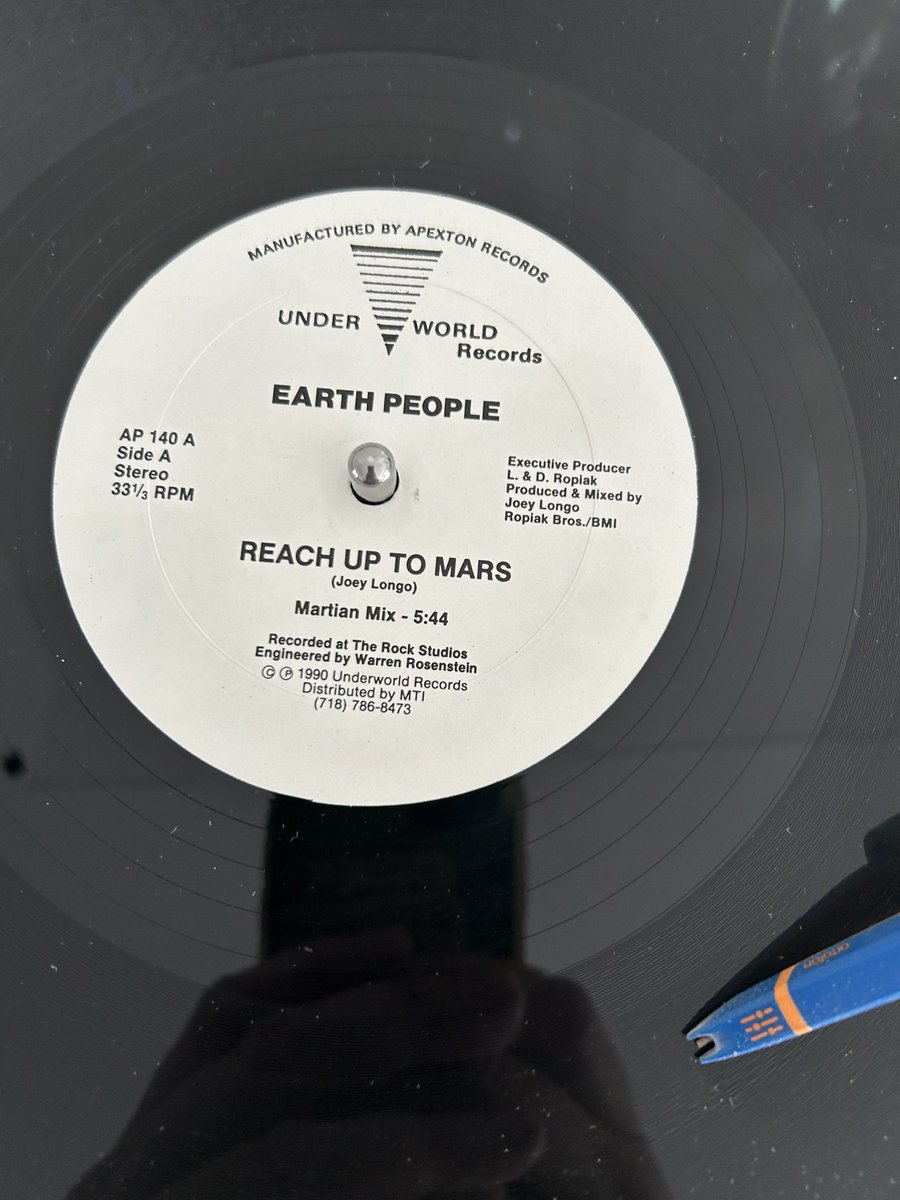 MANUFACTURED BY APEXTON RECORDS
UNDER WORLD
Records
EARTH PEOPLE
AP 140 A
Side A
Stereo
33⅓ RPM
Executive Producer
L. & D. Ropiak
Produced & Mixed by
Joey Longo
Ropiak Bros./BMI
REACH UP TO MARS
(Joey Longo)
Martian Mix - 5:44
Recorded at The Rock Studios
Engineered by Warren Rosenstein
© ℗ 1990 Underworld Records
Distributed by MTI
(718) 786-8473
ortofon